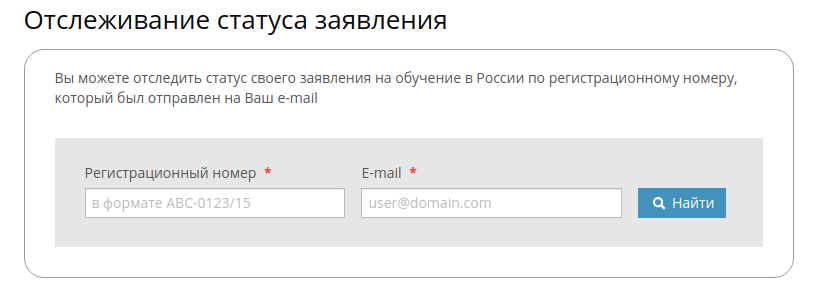 Отслеживание статуса заявления
Вы можете отследить статус своего заявления на обучение в России по регистрационному номеру,
который был отправлен на Ваш e-mail
Регистрационный номер * E-mail *
в формате ABC-0123/15 user@domain.com Найти